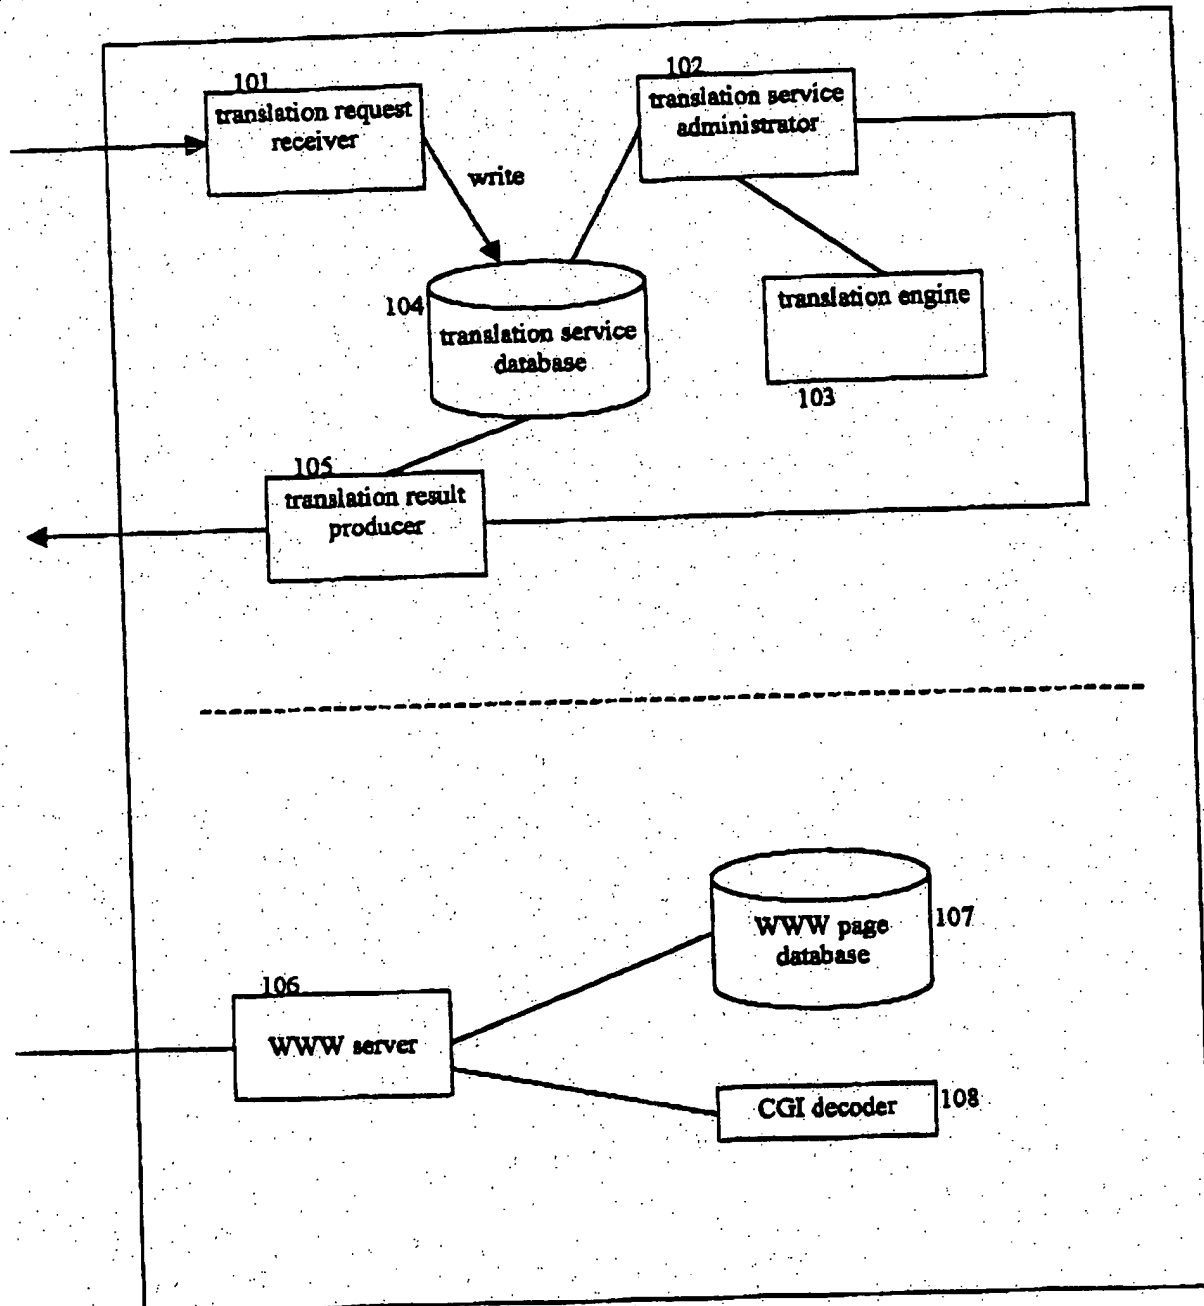 101
translation request
receiver
102
translation service
administrator
write
104
translation service
database
translation engine
103
105
translation result
producer
WWW page
database
107
106
WWW server
CGI decoder
108